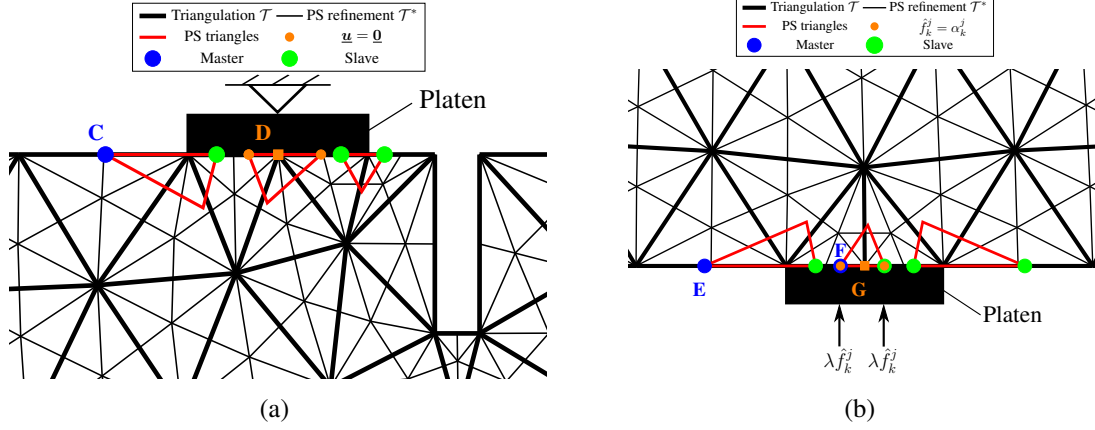 Triangulation 𝒯 PS refinement 𝒯*
PS triangles u = 0
Master Slave
Platen
C
D
(a)
Triangulation 𝒯 PS refinement 𝒯*
PS triangles f̂ₖʲ = αₖʲ
Master Slave
F
E
G
Platen
λf̂ₖʲ λf̂ₖʲ
(b)